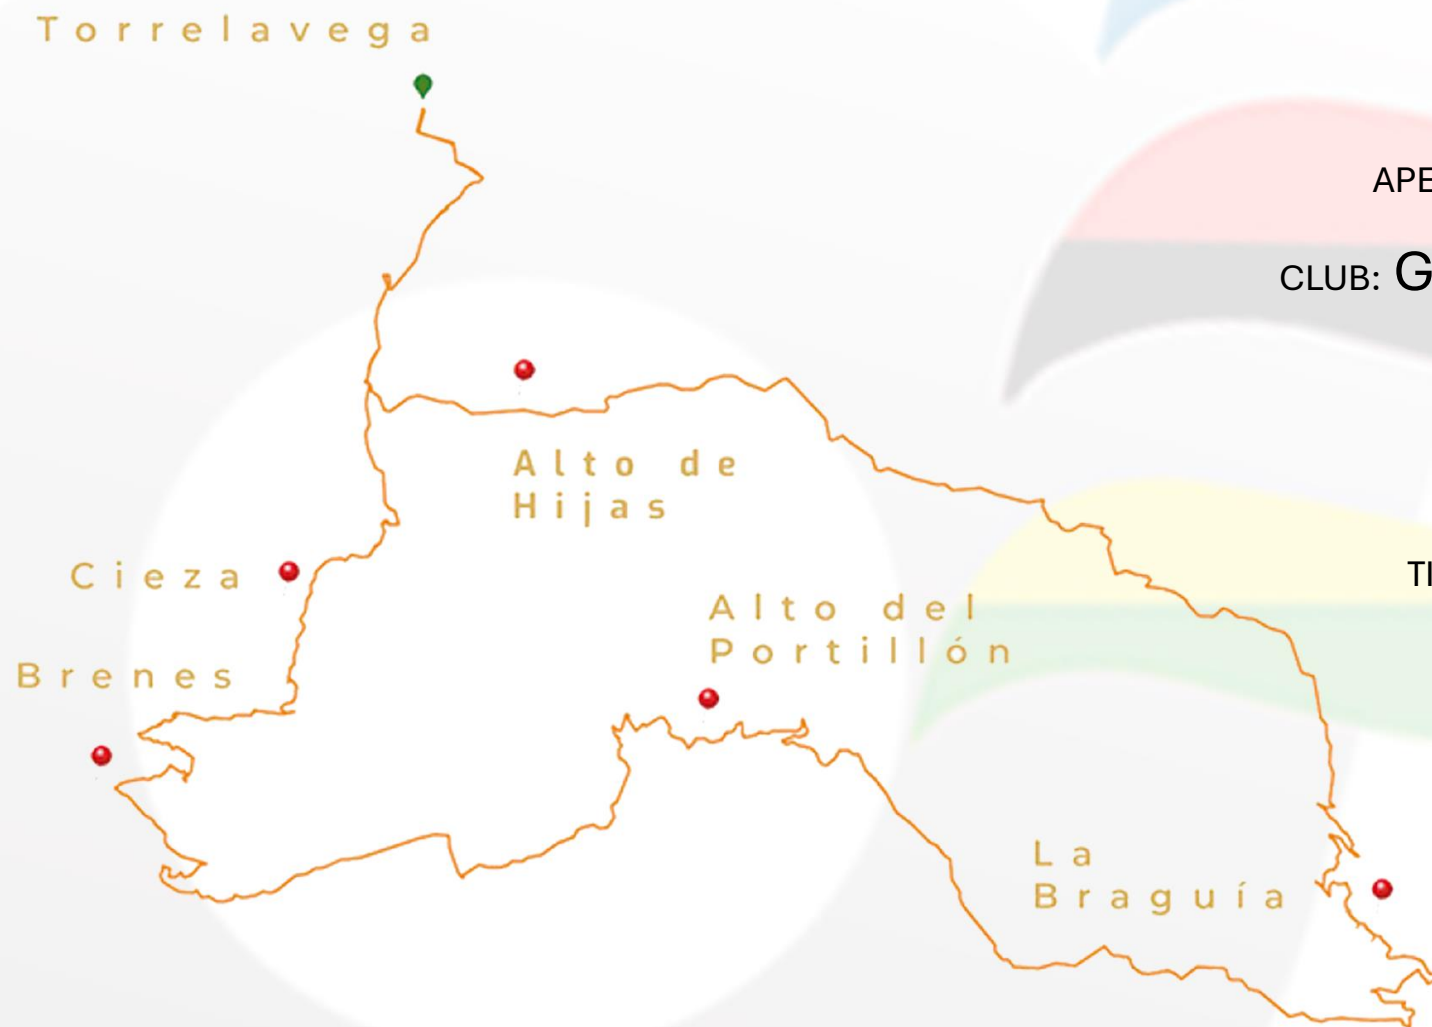 Torrelavega
APE
CLUB: G
Alto de
Hijas
Cieza
TI
Alto del
Portillón
Brenes
La
Braguía